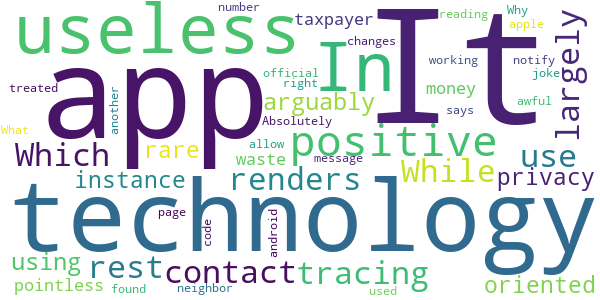 number Why
useless In It reading
taxpayer changes apple
largely
app official working notify
treated another right money says joke
arguably Absolutely awful
Which rare positive use
waste allow message While
What instance renders privacy
technology
page code android
using rest contact tracing oriented
pointless found neighbor used